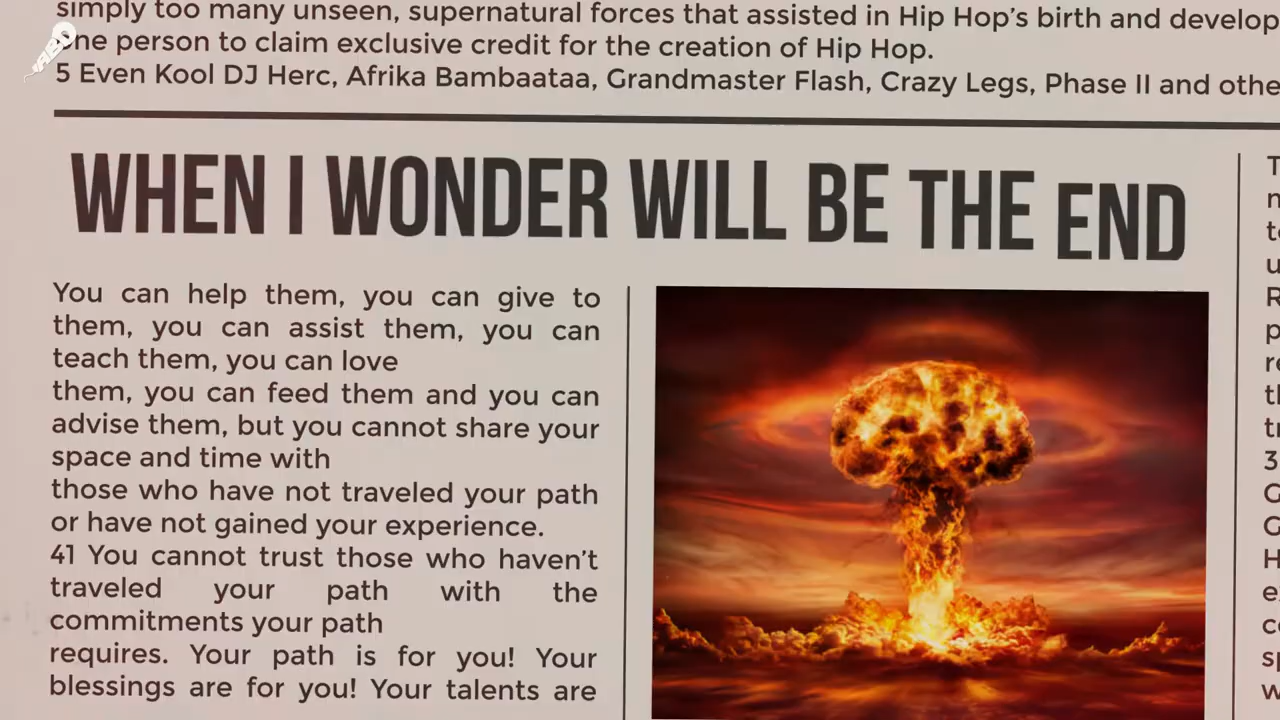 simply too many unseen, supernatural forces that assisted in Hip Hop's birth and develop
one person to claim exclusive credit for the creation of Hip Hop.
5 Even Kool DJ Herc, Afrika Bambaataa, Grandmaster Flash, Crazy Legs, Phase II and othe
WHEN I WONDER WILL BE THE END
You can help them, you can give to
them, you can assist them, you can
teach them, you can love
them, you can feed them and you can
advise them, but you cannot share your
space and time with
those who have not traveled your path
or have not gained your experience.
41 You cannot trust those who haven't
traveled your path with the
commitments your path
requires. Your path is for you! Your
blessings are for you! Your talents are